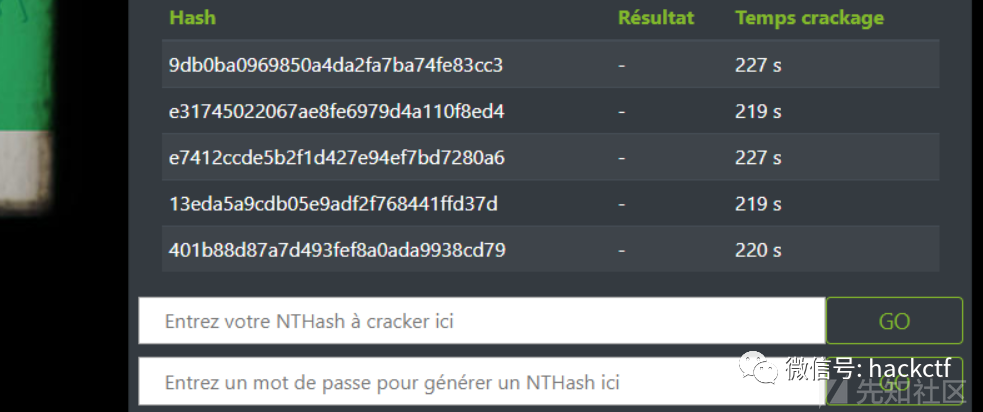 Hash Résultat Temps crackage
9db0ba0969850a4da2fa7ba74fe83cc3 - 227 s
e31745022067ae8fe6979d4a110f8ed4 - 219 s
e7412ccde5b2f1d427e94ef7bd7280a6 - 227 s
13eda5a9cdb05e9adf2f768441ffd37d - 219 s
401b88d87a7d493fef8a0ada9938cd79 - 220 s
Entrez votre NTHash à cracker ici GO
Entrez un mot de passe pour générer un NTHash ici GO
微信号: hackctf
先知社区